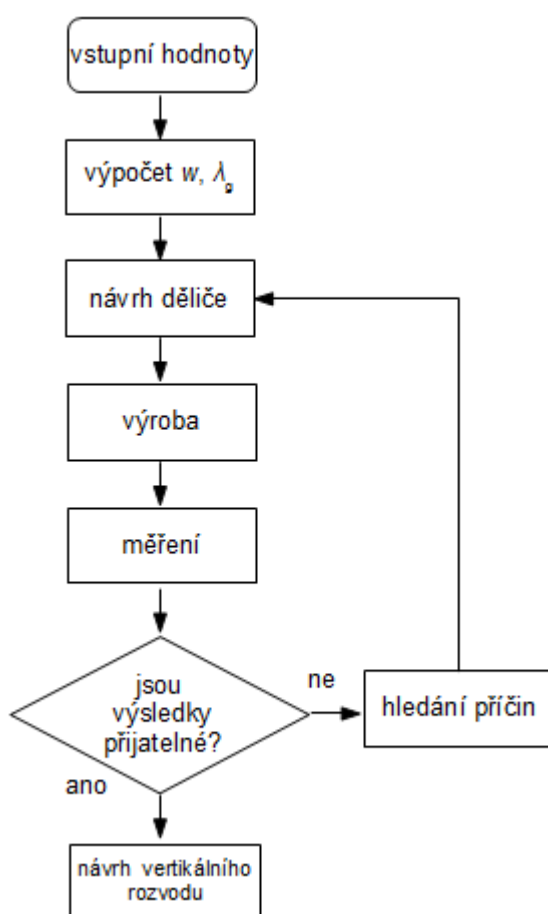 vstupní hodnoty
výpočet w, λg
návrh děliče
výroba
měření
jsou
výsledky
přijatelné?
ne
hledání příčin
ano
návrh vertikálního
rozvodu